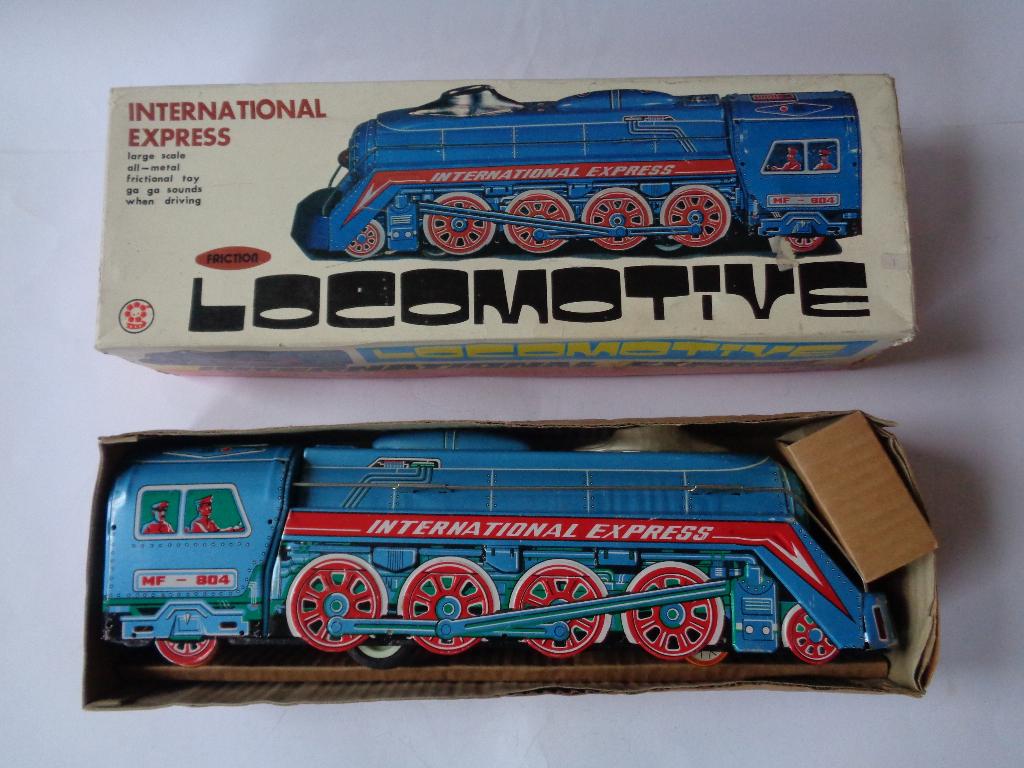 INTERNATIONAL
EXPRESS
large scale
all-metal
frictional toy
ga ga sounds
when driving
INTERNATIONAL EXPRESS
MF - 804
FRICTION
LOCOMOTIVE
LOCOMOTIVE
INTERNATIONAL EXPRESS
MF - 804